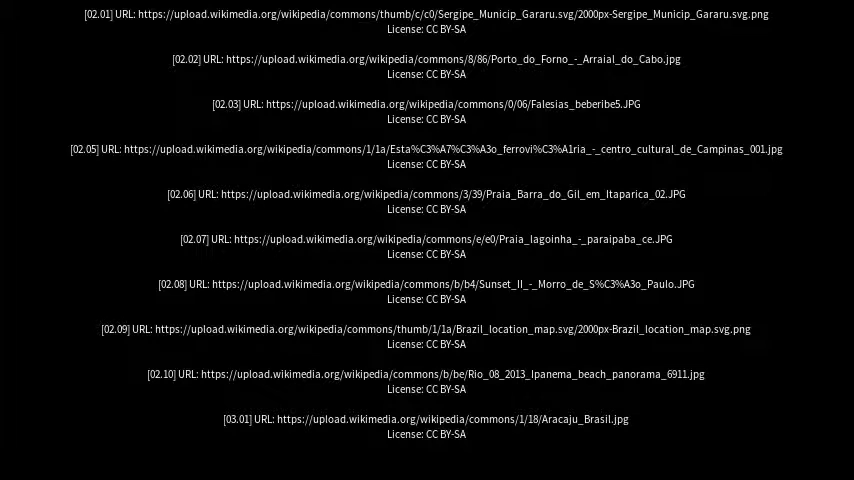 [02.01] URL: https://upload.wikimedia.org/wikipedia/commons/thumb/c/c0/Sergipe_Municip_Gararu.svg/2000px-Sergipe_Municip_Gararu.svg.png
License: CC BY-SA
[02.02] URL: https://upload.wikimedia.org/wikipedia/commons/8/86/Porto_do_Forno_-_Arraial_do_Cabo.jpg
License: CC BY-SA
[02.03] URL: https://upload.wikimedia.org/wikipedia/commons/0/06/Falesias_beberibe5.JPG
License: CC BY-SA
[02.05] URL: https://upload.wikimedia.org/wikipedia/commons/1/1a/Esta%C3%A7%C3%A3o_ferrovi%C3%A1ria_-_centro_cultural_de_Campinas_001.jpg
License: CC BY-SA
[02.06] URL: https://upload.wikimedia.org/wikipedia/commons/3/39/Praia_Barra_do_Gil_em_Itaparica_02.JPG
License: CC BY-SA
[02.07] URL: https://upload.wikimedia.org/wikipedia/commons/e/e0/Praia_lagoinha_-_paraipaba_ce.JPG
License: CC BY-SA
[02.08] URL: https://upload.wikimedia.org/wikipedia/commons/b/b4/Sunset_II_-_Morro_de_S%C3%A3o_Paulo.JPG
License: CC BY-SA
[02.09] URL: https://upload.wikimedia.org/wikipedia/commons/thumb/1/1a/Brazil_location_map.svg/2000px-Brazil_location_map.svg.png
License: CC BY-SA
[02.10] URL: https://upload.wikimedia.org/wikipedia/commons/b/be/Rio_08_2013_Ipanema_beach_panorama_6911.jpg
License: CC BY-SA
[03.01] URL: https://upload.wikimedia.org/wikipedia/commons/1/18/Aracaju_Brasil.jpg
License: CC BY-SA